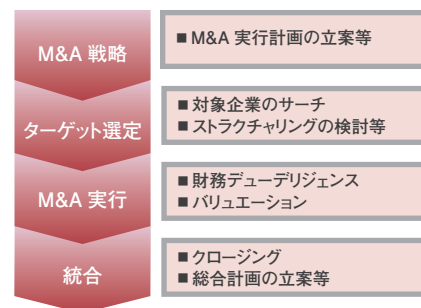 M&A 戦略
■ M&A 実行計画の立案等
ターゲット選定
■ 対象企業のサーチ
■ ストラクチャリングの検討等
M&A 実行
■ 財務デューデリジェンス
■ バリュエーション
統合
■ クロージング
■ 総合計画の立案等